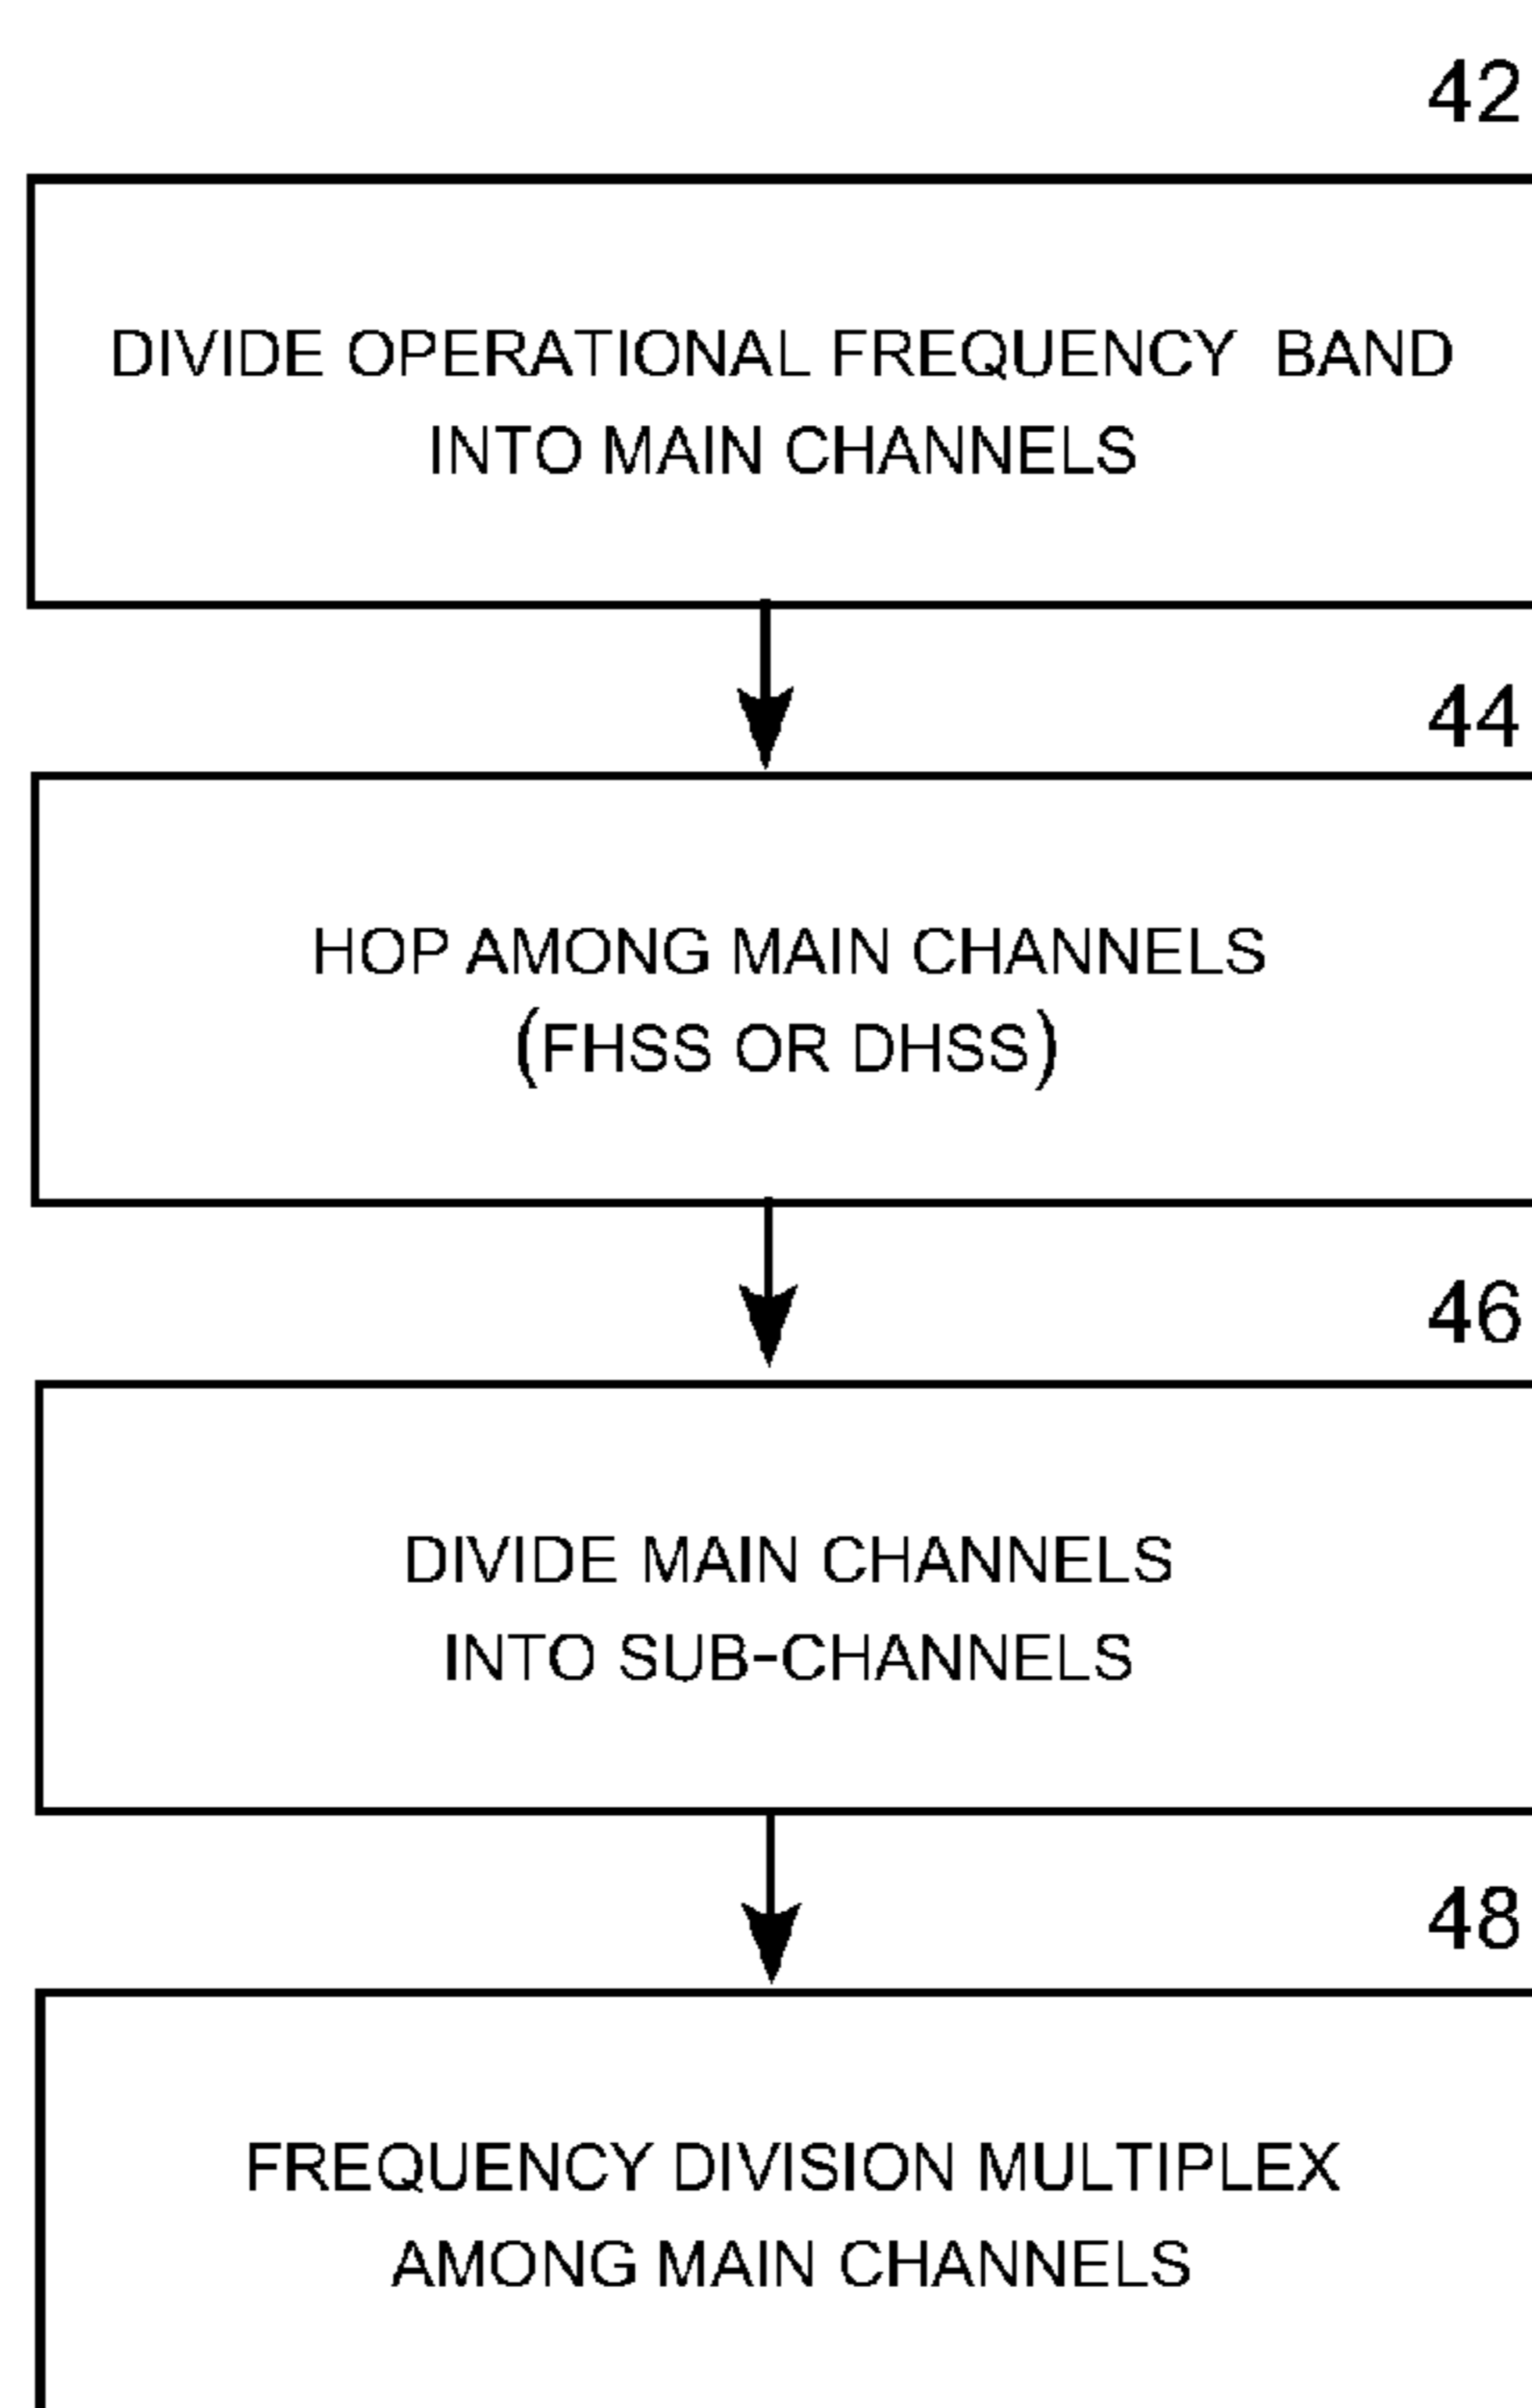 42
DIVIDE OPERATIONAL FREQUENCY BAND
INTO MAIN CHANNELS
44
HOP AMONG MAIN CHANNELS
(FHSS OR DHSS)
46
DIVIDE MAIN CHANNELS
INTO SUB-CHANNELS
48
FREQUENCY DIVISION MULTIPLEX
AMONG MAIN CHANNELS